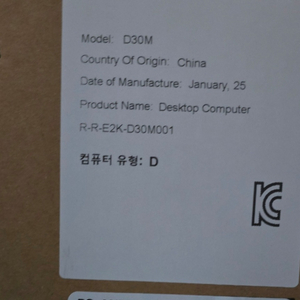 Model: D30M
Country Of Origin: China
Date of Manufacture: January, 25
Product Name: Desktop Computer
R-R-E2K-D30M001
컴퓨터 유형: D